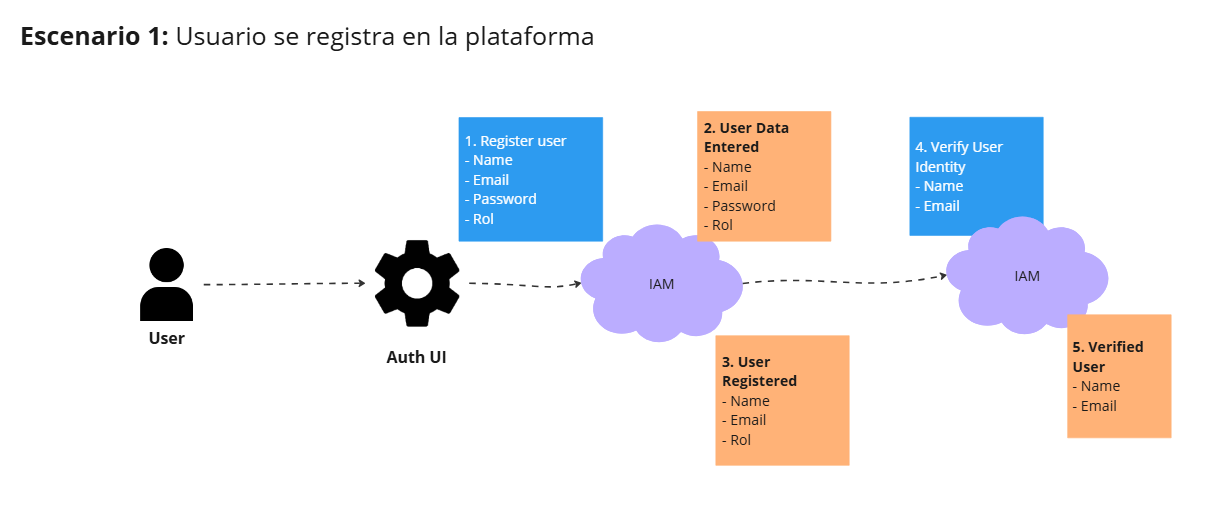 Escenario 1: Usuario se registra en la plataforma
1. Register user
- Name
- Email
- Password
- Rol
2. User Data
Entered
- Name
- Email
- Password
- Rol
4. Verify User
Identity
- Name
- Email
IAM
IAM
User
Auth UI
3. User
Registered
- Name
- Email
- Rol
5. Verified
User
- Name
- Email